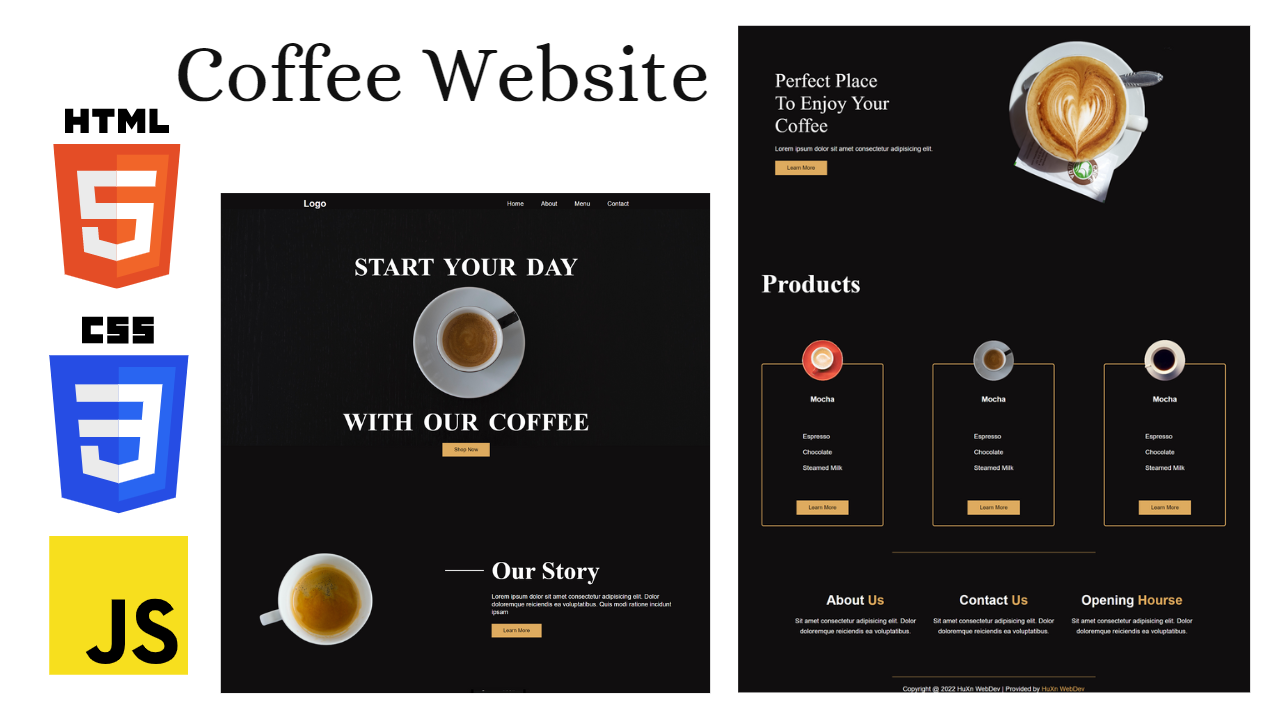 Coffee Website
HTML
5
CSS
3
JS
Logo
Home About Menu Contact
START YOUR DAY
WITH OUR COFFEE
Shop Now
Our Story
Lorem ipsum dolor sit amet consectetur adipisicing elit. Dolor
doloremque reiciendis ea voluptatibus. Quis modi ratione incidunt
ipsam
Learn More
Perfect Place
To Enjoy Your
Coffee
Lorem ipsum dolor sit amet consectetur adipisicing elit.
Learn More
Products
Mocha
Espresso
Chocolate
Steamed Milk
Learn More
Mocha
Espresso
Chocolate
Steamed Milk
Learn More
Mocha
Espresso
Chocolate
Steamed Milk
Learn More
About Us
Sit amet consectetur adipisicing elit. Dolor
doloremque reiciendis ea voluptatibus.
Contact Us
Sit amet consectetur adipisicing elit. Dolor
doloremque reiciendis ea voluptatibus.
Opening Hourse
Sit amet consectetur adipisicing elit. Dolor
doloremque reiciendis ea voluptatibus.
Copyright @ 2022 HuXn WebDev | Provided by HuXn WebDev